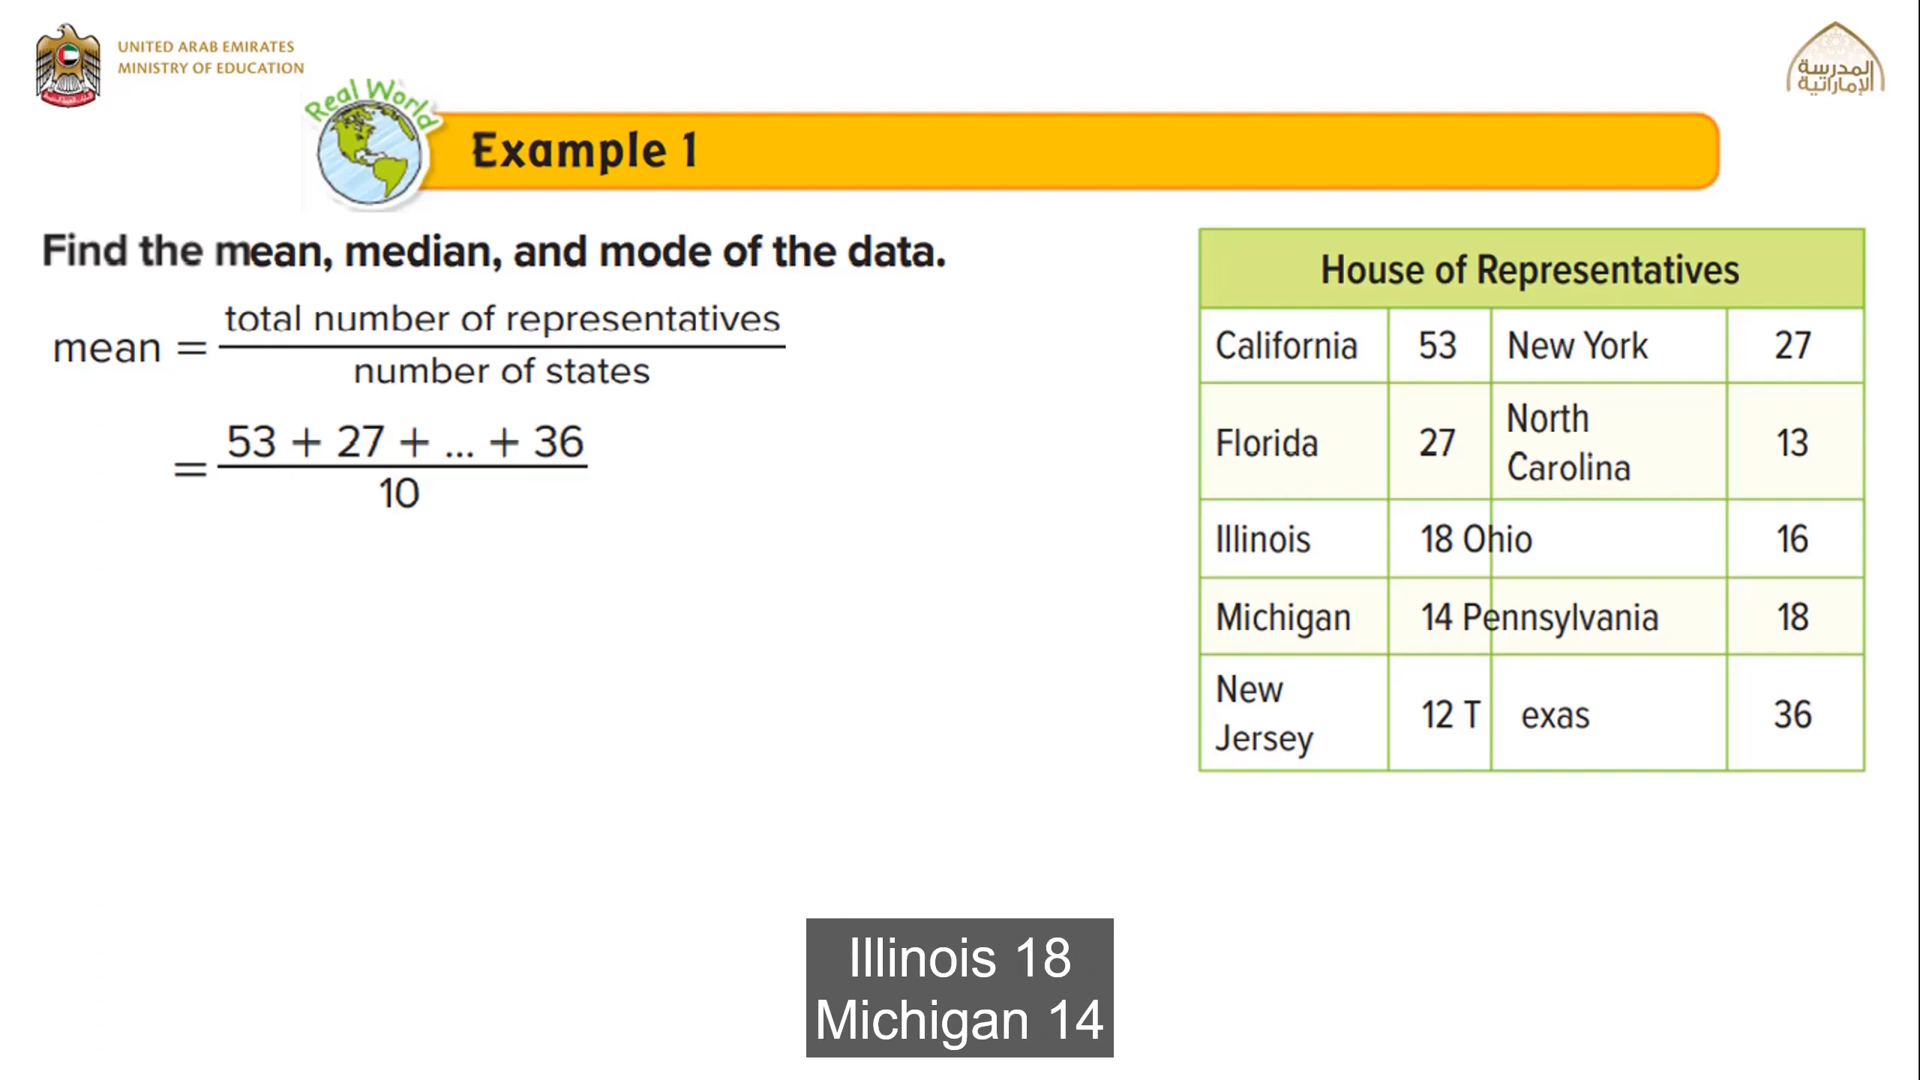 UNITED ARAB EMIRATES
MINISTRY OF EDUCATION
المدرسة
الإماراتية
Real World
Example 1
Find the mean, median, and mode of the data.
mean = total number of representatives
number of states
= 53 + 27 + ... + 36
10
House of Representatives
California 53 New York 27
Florida 27 North Carolina 13
Illinois 18 Ohio 16
Michigan 14 Pennsylvania 18
New Jersey 12 T exas 36
Illinois 18
Michigan 14